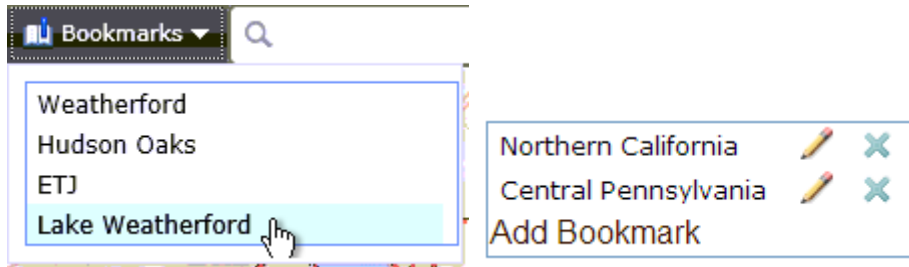 Bookmarks
Weatherford
Hudson Oaks
ETJ
Lake Weatherford
Northern California
Central Pennsylvania
Add Bookmark